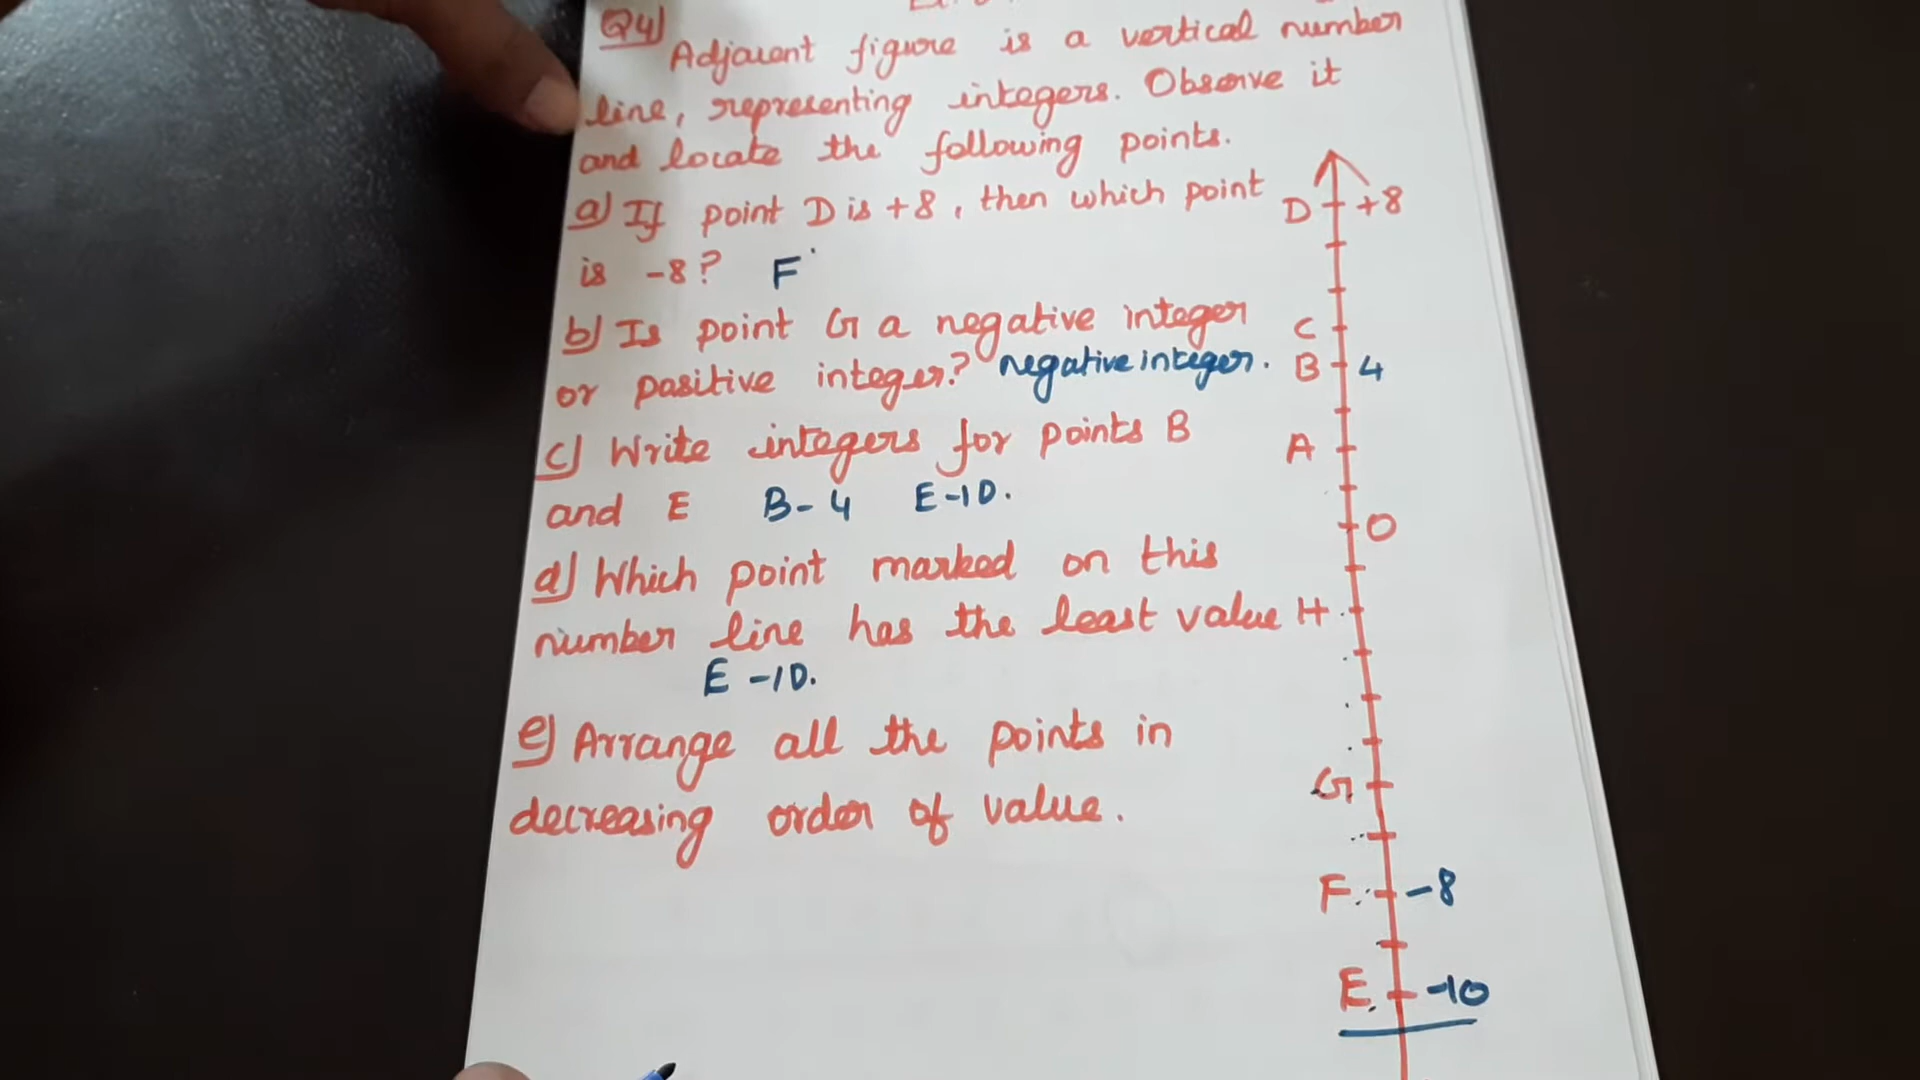 Q4)
Adjacent figure is a vertical number
line, representing integers. Observe it
and locate the following points.
a) If point D is +8, then which point
is -8? F
b) Is point G a negative integer
or pasitive integer? negative integer.
c) Write integers for points B
and E B- 4 E-10.
d) Which point marked on this
number line has the least value
E -10.
e) Arrange all the points in
decreasing order of value.
D +8
C
B 4
A
0
H
G
F -8
E -10